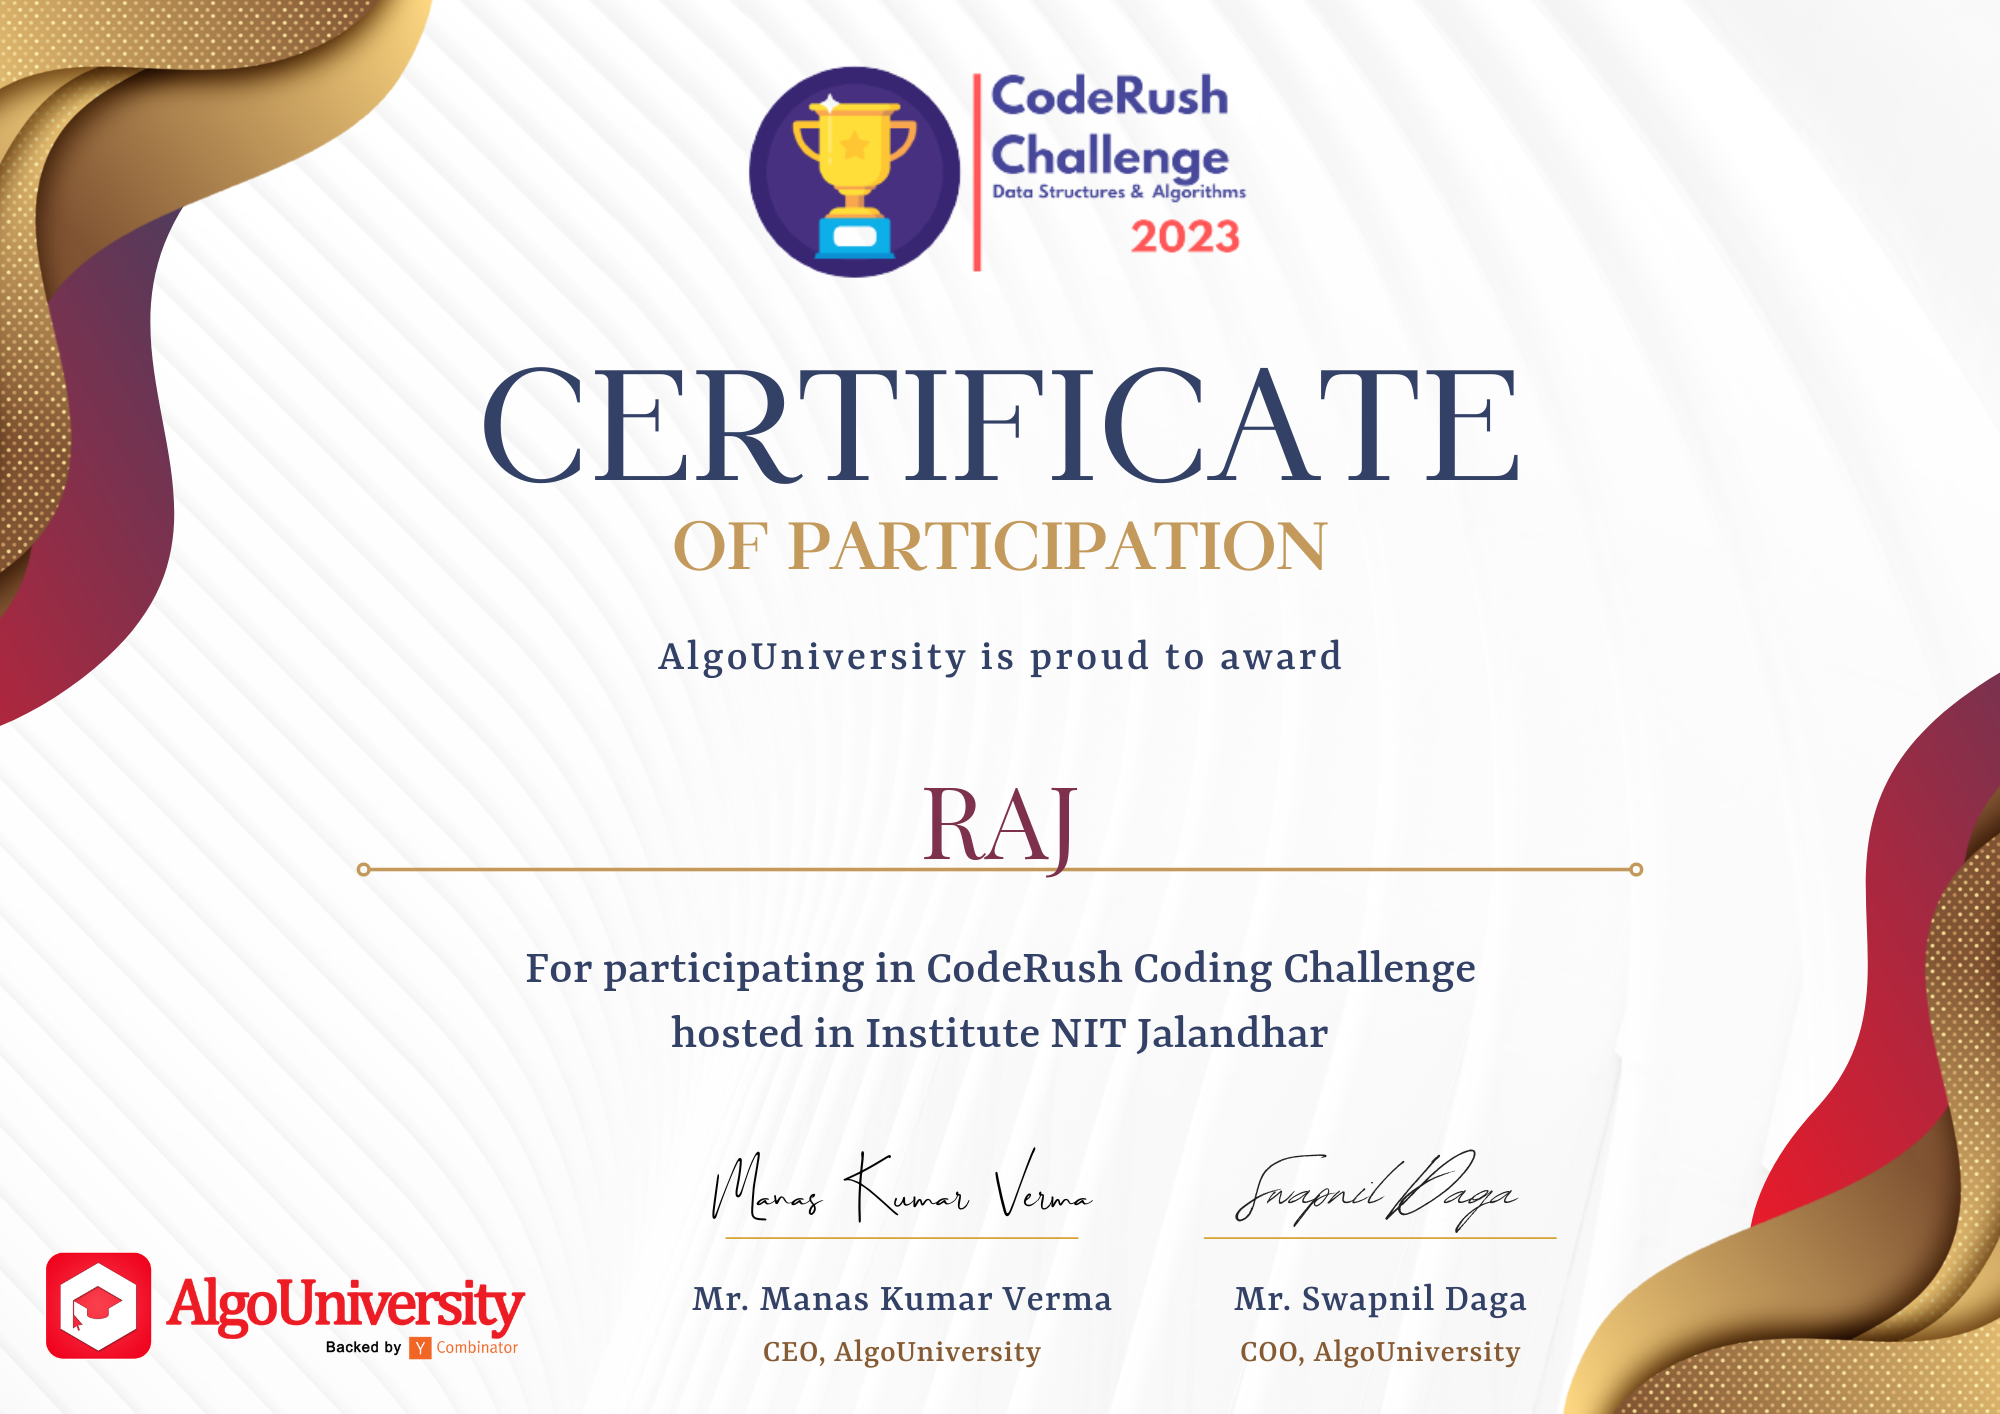 CodeRush
Challenge
Data Structures & Algorithms
2023
CERTIFICATE
OF PARTICIPATION
AlgoUniversity is proud to award
RAJ
For participating in CodeRush Coding Challenge
hosted in Institute NIT Jalandhar
Manas Kumar Verma
Swapnil Daga
Mr. Manas Kumar Verma
CEO, AlgoUniversity
Mr. Swapnil Daga
COO, AlgoUniversity
AlgoUniversity
Backed by Y Combinator